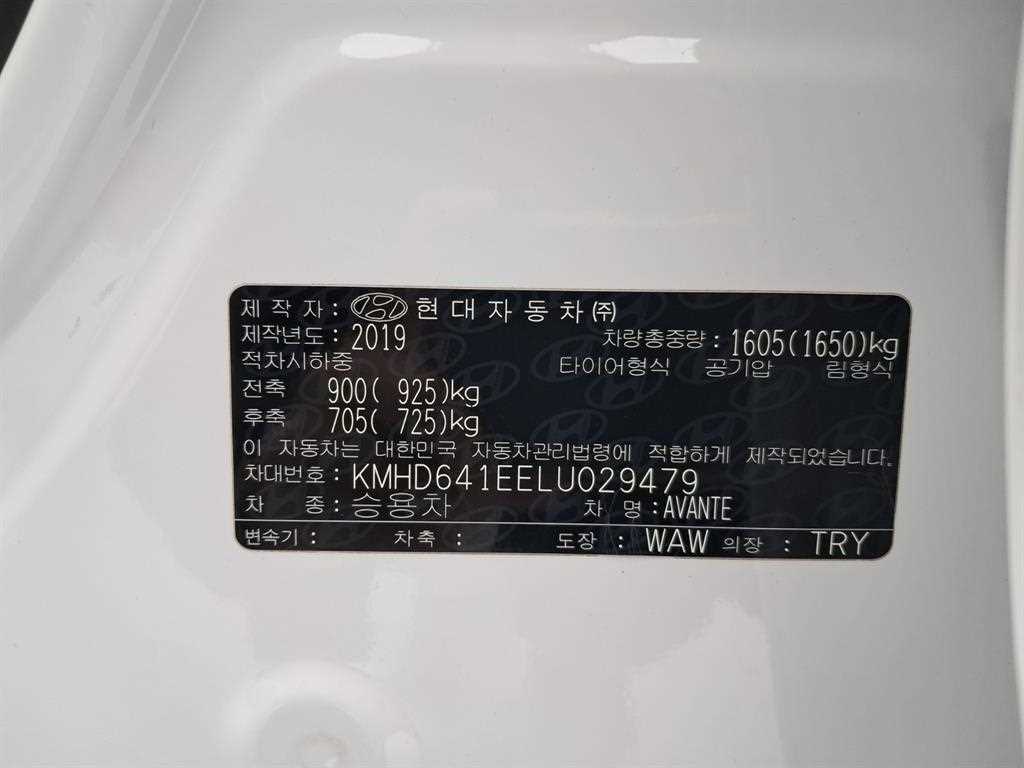 제 작 자 : 현 대 자 동 차 ㈜
제작년도 : 2019 차량총중량 : 1605(1650)kg
적차시하중 타이어형식 공기압 림형식
전축 900( 925)kg
후축 705( 725)kg
이 자동차는 대한민국 자동차관리법령에 적합하게 제작되었음.
차대번호 : KMHD641EELU029479
차 종 : 승용차 차 명 : AVANTE
변속기 : 차축 : 도장 : WAW 의장 : TRY